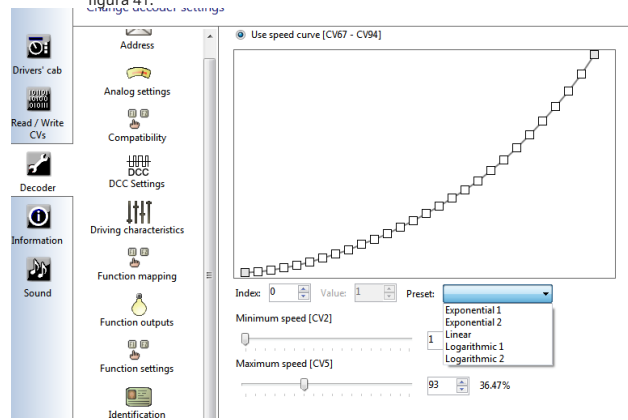 figura 41.
Change decoder settings
Drivers' cab
Read / Write
CVs
Decoder
Information
Sound
Address
Analog settings
Compatibility
DCC
DCC Settings
Driving characteristics
Function mapping
Function outputs
Function settings
Identification
Use speed curve [CV67 - CV94]
Index: 0 Value: 1 Preset:
Exponential 1
Exponential 2
Linear
Logarithmic 1
Logarithmic 2
Minimum speed [CV2]
1
Maximum speed [CV5]
93 36.47%